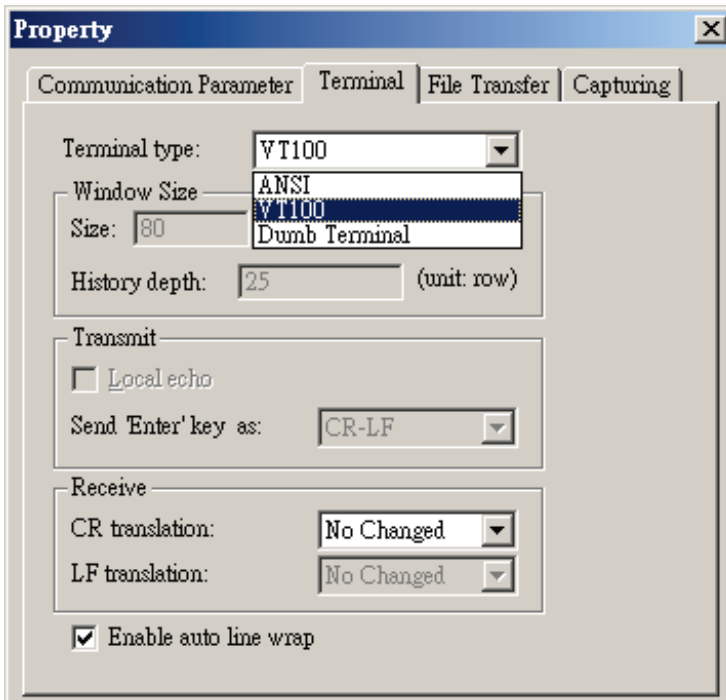 Property
Communication Parameter Terminal File Transfer Capturing
Terminal type: VT100
ANSI
VT100
Dumb Terminal
Window Size
Size: 80
History depth: 25 (unit: row)
Transmit
Local echo
Send 'Enter' key as: CR-LF
Receive
CR translation: No Changed
LF translation: No Changed
Enable auto line wrap